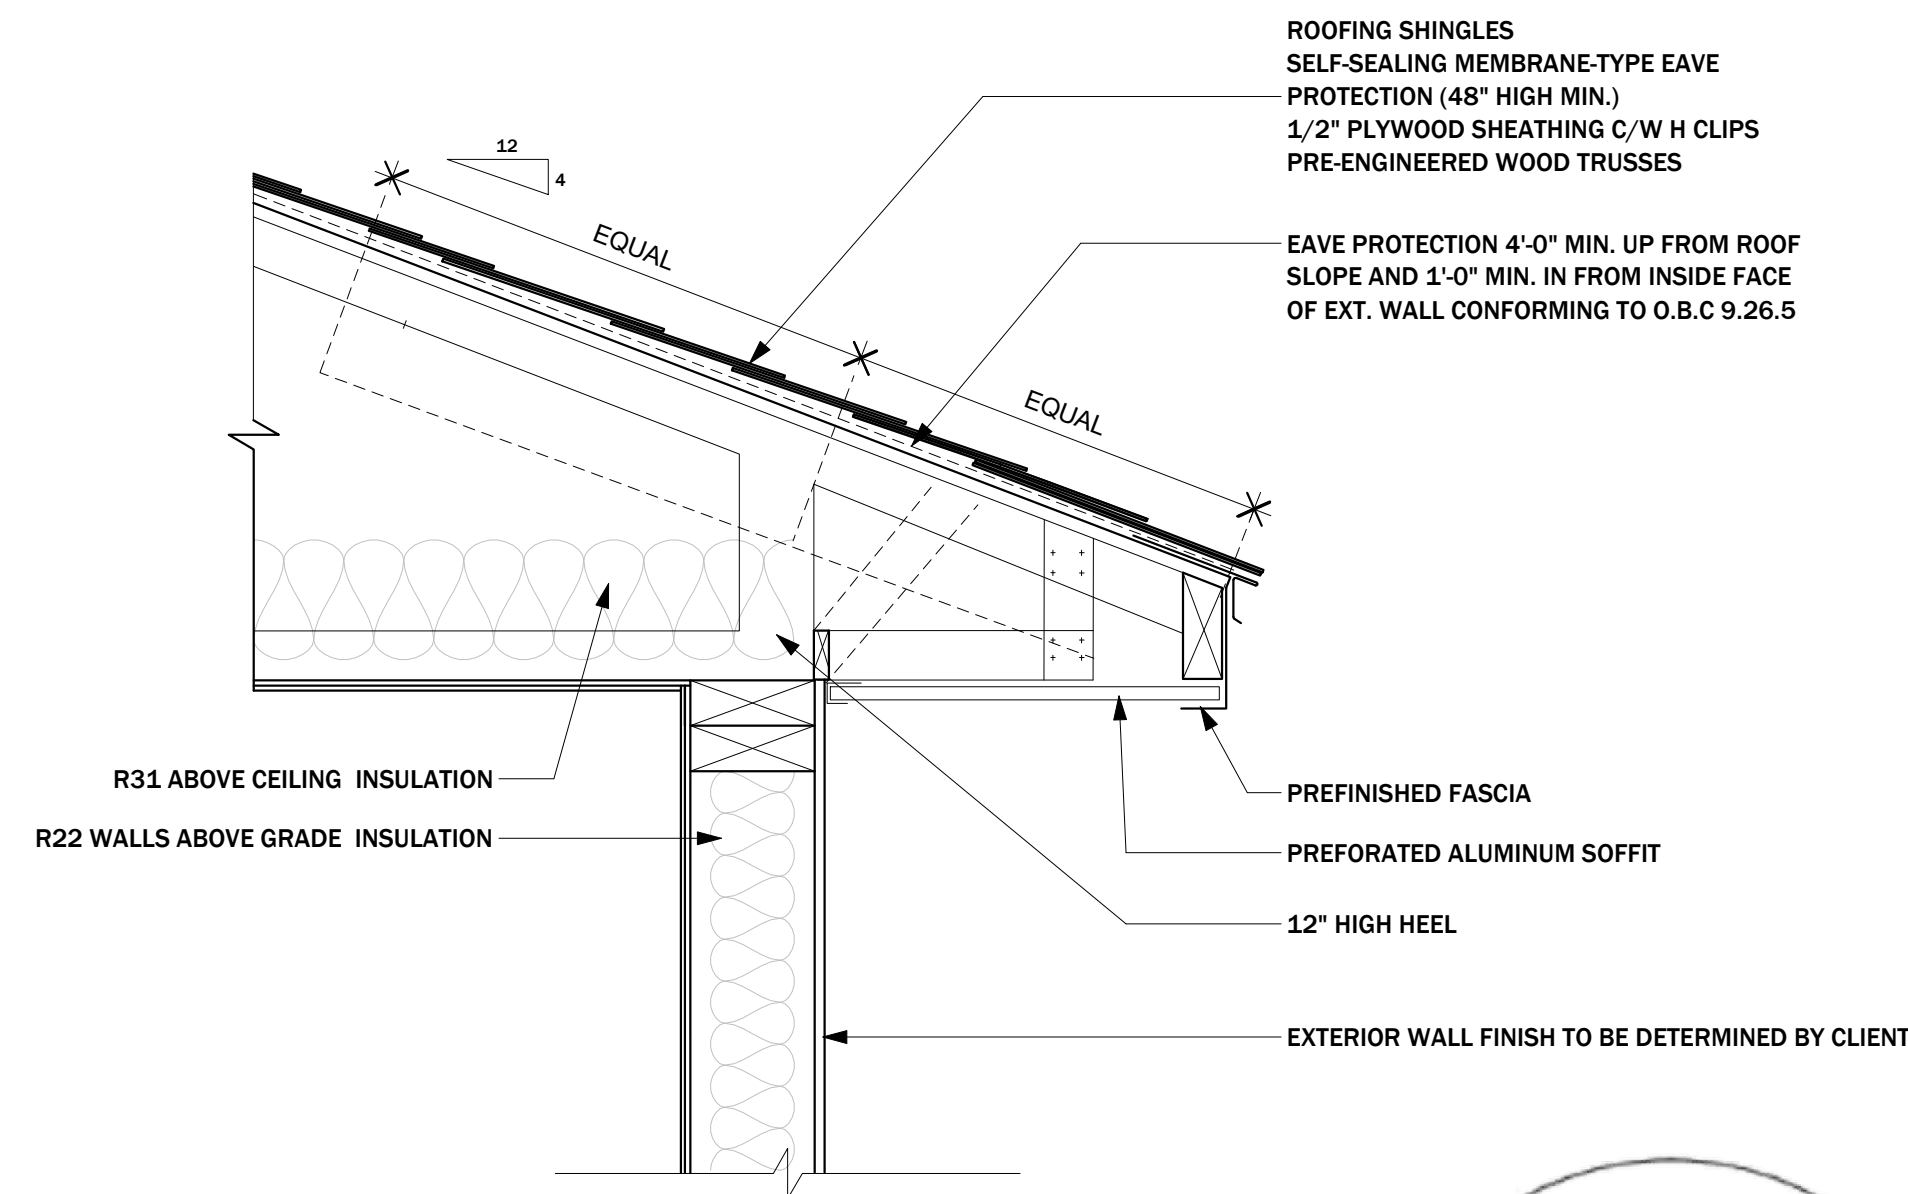 ROOFING SHINGLES
SELF-SEALING MEMBRANE-TYPE EAVE
PROTECTION (48" HIGH MIN.)
1/2" PLYWOOD SHEATHING C/W H CLIPS
PRE-ENGINEERED WOOD TRUSSES
12
4
EQUAL
EAVE PROTECTION 4'-0" MIN. UP FROM ROOF
SLOPE AND 1'-0" MIN. IN FROM INSIDE FACE
OF EXT. WALL CONFORMING TO O.B.C 9.26.5
EQUAL
R31 ABOVE CEILING INSULATION
R22 WALLS ABOVE GRADE INSULATION
PREFINISHED FASCIA
PREFORATED ALUMINUM SOFFIT
12" HIGH HEEL
EXTERIOR WALL FINISH TO BE DETERMINED BY CLIENT